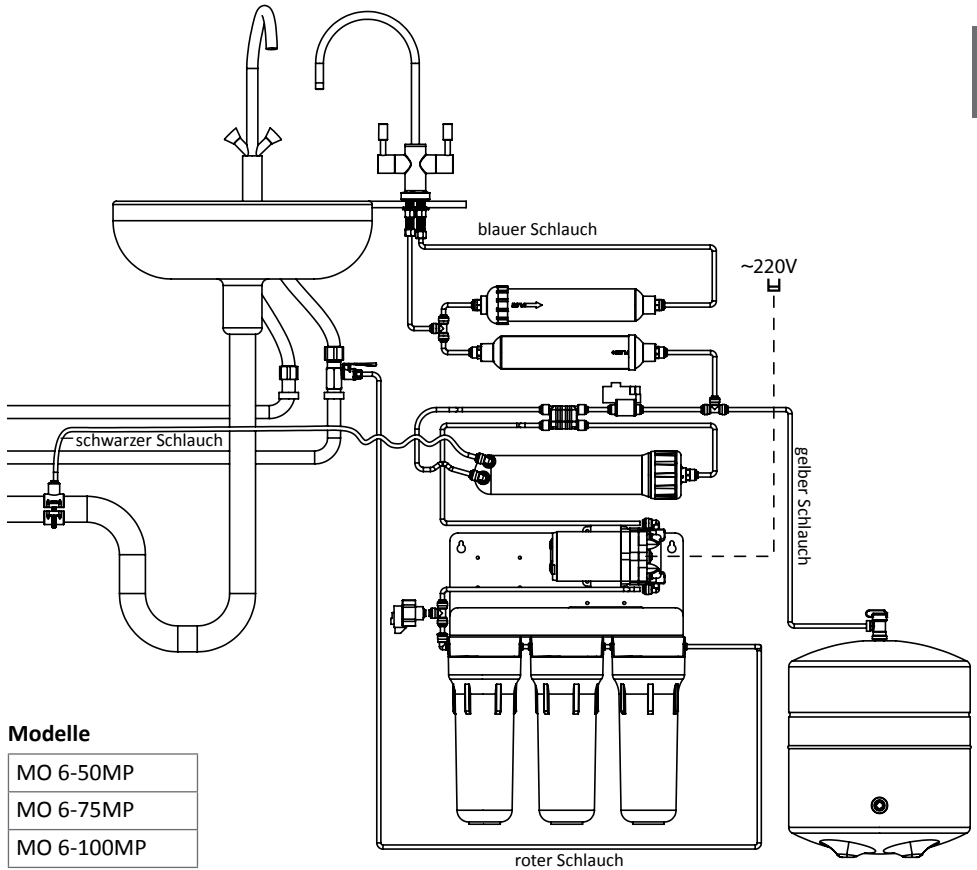 blauer Schlauch
~220V
schwarzer Schlauch
gelber Schlauch
Modelle
MO 6-50MP
MO 6-75MP
MO 6-100MP
roter Schlauch